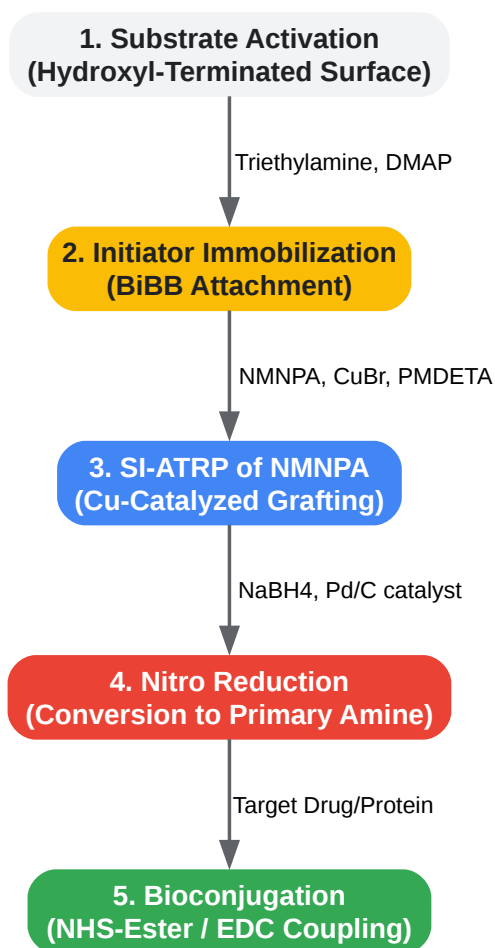 1. Substrate Activation
(Hydroxyl-Terminated Surface)
Triethylamine, DMAP
2. Initiator Immobilization
(BiBB Attachment)
NMNPA, CuBr, PMDETA
3. SI-ATRP of NMNPA
(Cu-Catalyzed Grafting)
NaBH4, Pd/C catalyst
4. Nitro Reduction
(Conversion to Primary Amine)
Target Drug/Protein
5. Bioconjugation
(NHS-Ester / EDC Coupling)